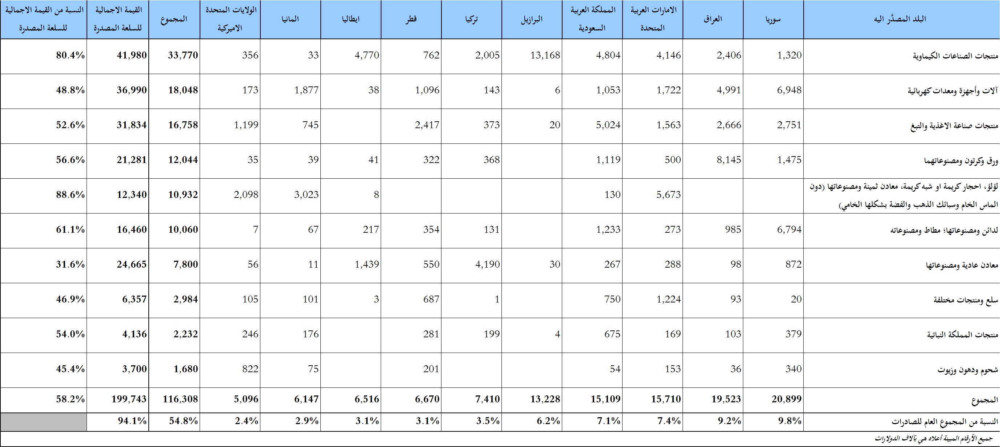 البلد المصدَّر اليه | سوريا | العراق | الامارات العربية المتحدة | المملكة العربية السعودية | البرازيل | تركيا | قطر | ايطاليا | المانيا | الولايات المتحدة الاميركية | المجموع | القيمة الاجمالية للسلعة المصدرة | النسبة من القيمة الاجمالية للسلعة المصدرة
منتجات الصناعات الكيماوية | 1,320 | 2,406 | 4,146 | 4,804 | 13,168 | 2,005 | 762 | 4,770 | 33 | 356 | 33,770 | 41,980 | 80.4%
آلات وأجهزة ومعدات كهربائية | 6,948 | 4,991 | 1,722 | 1,053 | 6 | 143 | 1,096 | 38 | 1,877 | 173 | 18,048 | 36,990 | 48.8%
منتجات صناعة الاغذية والتبغ | 2,751 | 2,666 | 1,563 | 5,024 | 20 | 373 | 2,417 | | 745 | 1,199 | 16,758 | 31,834 | 52.6%
ورق وكرتون ومصنوعاتهما | 1,475 | 8,145 | 500 | 1,119 | | 368 | 322 | 41 | 39 | 35 | 12,044 | 21,281 | 56.6%
لؤلؤ، احجار كريمة او شبه كريمة، معادن ثمينة ومصنوعاتها (دون
الماس الخام وسبائك الذهب والفضة بشكلها الخامي) | | | 5,673 | 130 | | | | 8 | 3,023 | 2,098 | 10,932 | 12,340 | 88.6%
لدائن ومصنوعاتها؛ مطاط ومصنوعاته | 6,794 | 985 | 273 | 1,233 | | 131 | 354 | 217 | 67 | 7 | 10,060 | 16,460 | 61.1%
معادن عادية ومصنوعاتها | 872 | 98 | 288 | 267 | 30 | 4,190 | 550 | 1,439 | 11 | 56 | 7,800 | 24,665 | 31.6%
سلع ومنتجات مختلفة | 20 | 93 | 1,224 | 750 | | 1 | 687 | 3 | 101 | 105 | 2,984 | 6,357 | 46.9%
منتجات المملكة النباتية | 379 | 103 | 169 | 675 | 4 | 199 | 281 | | 176 | 246 | 2,232 | 4,136 | 54.0%
شحوم ودهون وزيوت | 340 | 36 | 153 | 54 | | | 201 | | 75 | 822 | 1,680 | 3,700 | 45.4%
المجموع | 20,899 | 19,523 | 15,710 | 15,109 | 13,228 | 7,410 | 6,670 | 6,516 | 6,147 | 5,096 | 116,308 | 199,743 | 58.2%
النسبة من المجموع العام للصادرات | 9.8% | 9.2% | 7.4% | 7.1% | 6.2% | 3.5% | 3.1% | 3.1% | 2.9% | 2.4% | 54.8% | 94.1%
جميع الأرقام المبينة أعلاه هي بآلاف الدولارات